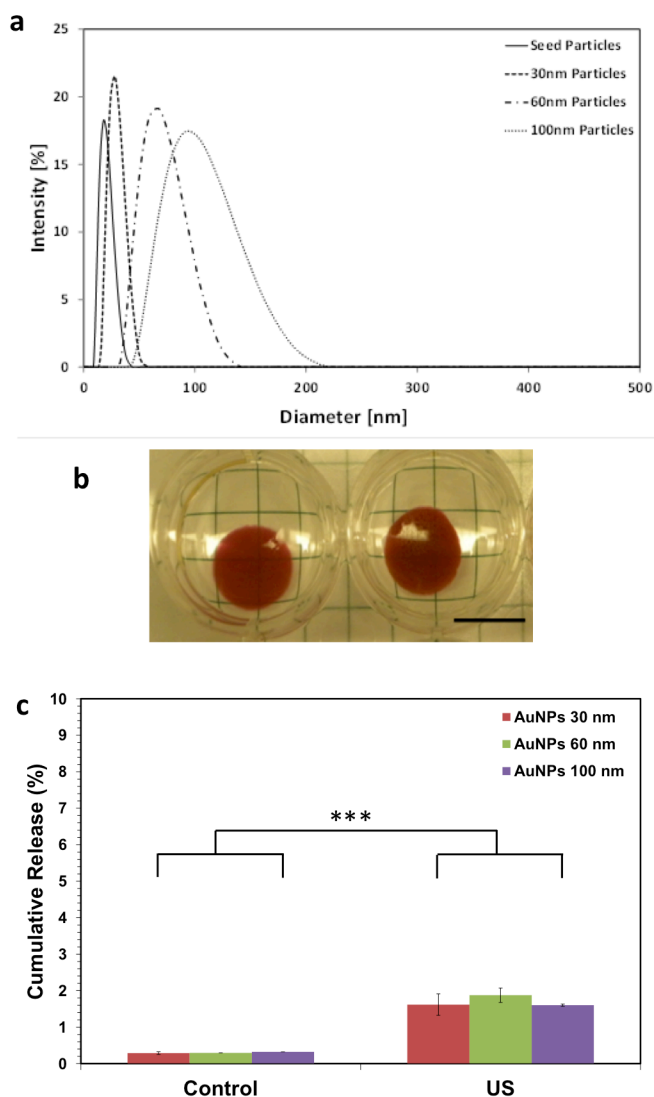 a
25
20
15
10
5
0
Intensity [%]
Seed Particles
30nm Particles
60nm Particles
100nm Particles
0 100 200 300 400 500
Diameter [nm]
b
c
10
9
8
7
6
5
4
3
2
1
0
Cumulative Release (%)
AuNPs 30 nm
AuNPs 60 nm
AuNPs 100 nm
***
Control US